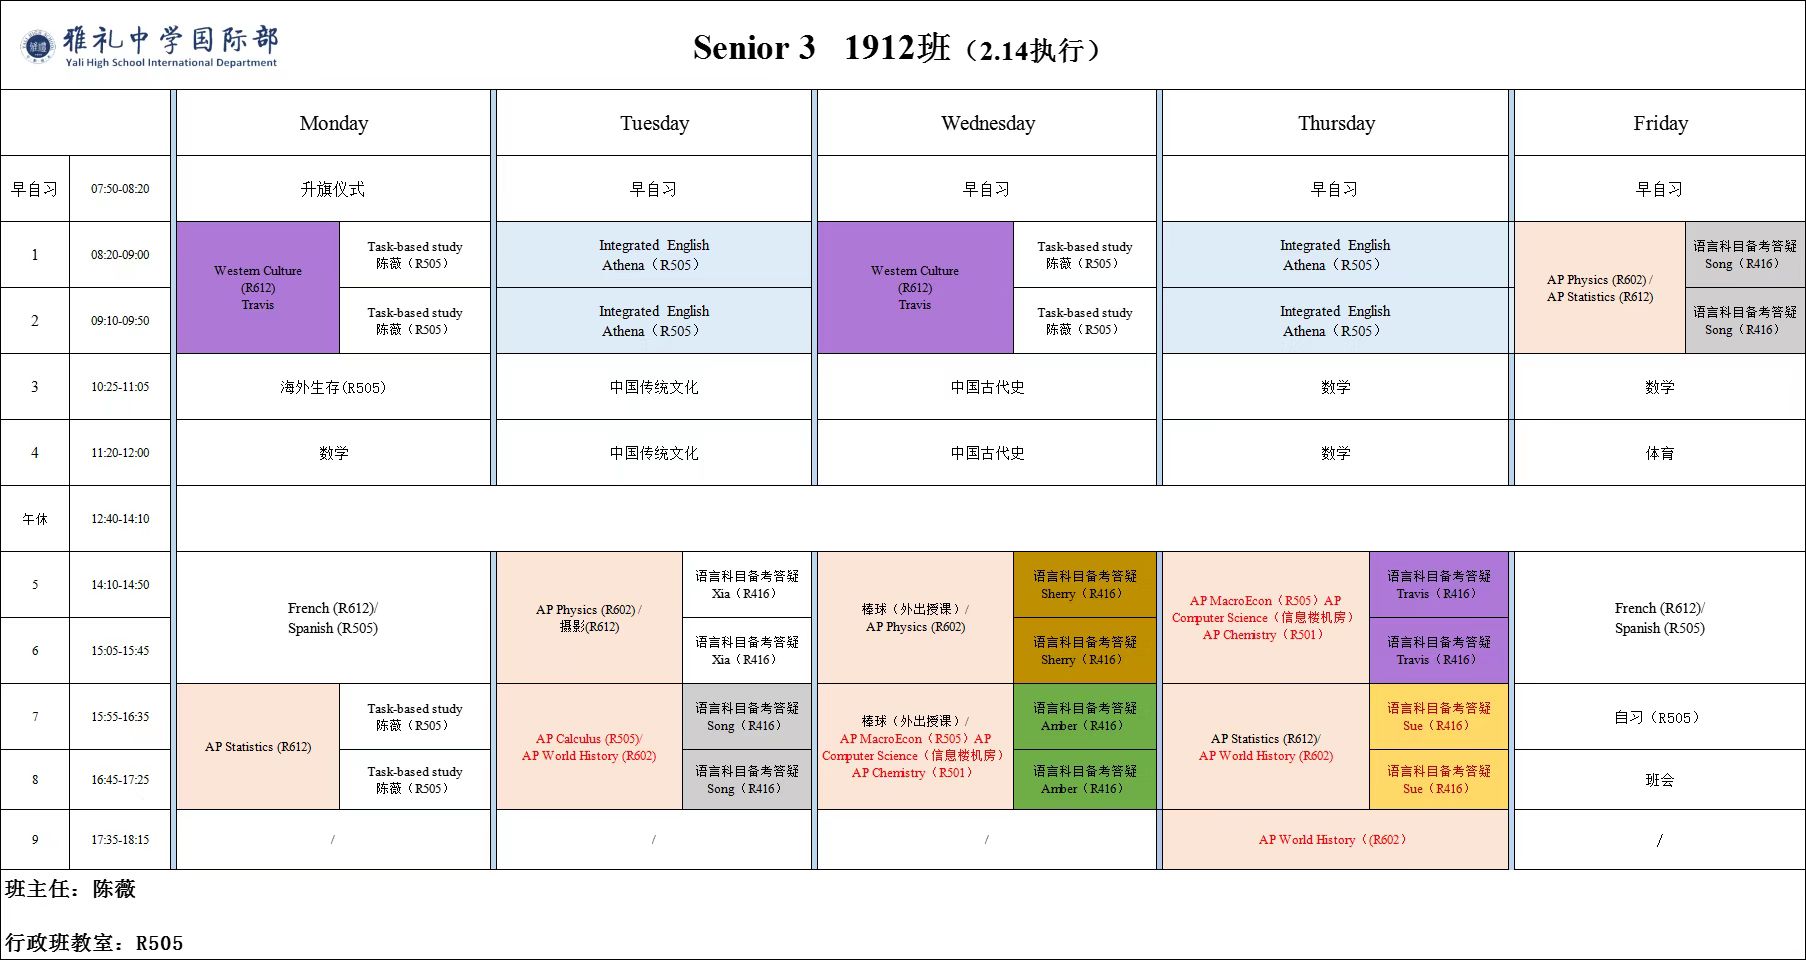 雅礼中学国际部
Yali High School International Department
Senior 3 1912班（2.14执行）
Monday Tuesday Wednesday Thursday Friday
早自习 07:50-08:20 升旗仪式 早自习 早自习 早自习 早自习
1 08:20-09:00
Western Culture
(R612)
Travis
Task-based study
陈薇（R505）
Integrated English
Athena（R505）
Western Culture
(R612)
Travis
Task-based study
陈薇（R505）
Integrated English
Athena（R505）
AP Physics (R602) /
AP Statistics (R612)
语言科目备考答疑
Song（R416）
2 09:10-09:50
Task-based study
陈薇（R505）
Integrated English
Athena（R505）
Task-based study
陈薇（R505）
Integrated English
Athena（R505）
语言科目备考答疑
Song（R416）
3 10:25-11:05 海外生存(R505) 中国传统文化 中国古代史 数学 数学
4 11:20-12:00 数学 中国传统文化 中国古代史 数学 体育
午休 12:40-14:10
5 14:10-14:50
French (R612)/
Spanish (R505)
AP Physics (R602) /
摄影(R612)
语言科目备考答疑
Xia（R416）
棒球（外出授课）/
AP Physics (R602)
语言科目备考答疑
Sherry（R416）
AP MacroEcon（R505）AP
Computer Science（信息楼机房）
AP Chemistry（R501）
语言科目备考答疑
Travis（R416）
French (R612)/
Spanish (R505)
6 15:05-15:45
语言科目备考答疑
Xia（R416）
语言科目备考答疑
Sherry（R416）
语言科目备考答疑
Travis（R416）
7 15:55-16:35
AP Statistics (R612)
Task-based study
陈薇（R505）
AP Calculus (R505)/
AP World History (R602)
语言科目备考答疑
Song（R416）
棒球（外出授课）/
AP MacroEcon（R505）AP
Computer Science（信息楼机房）
AP Chemistry（R501）
语言科目备考答疑
Amber（R416）
AP Statistics (R612)/
AP World History (R602)
语言科目备考答疑
Sue（R416）
自习（R505）
8 16:45-17:25
Task-based study
陈薇（R505）
语言科目备考答疑
Song（R416）
语言科目备考答疑
Amber（R416）
语言科目备考答疑
Sue（R416）
班会
9 17:35-18:15 / / / AP World History（(R602） /
班主任：陈薇
行政班教室：R505